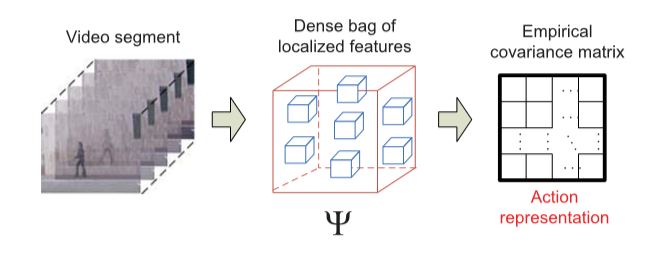 Video segment
Dense bag of
localized features
Empirical
covariance matrix
Ψ
Action
representation